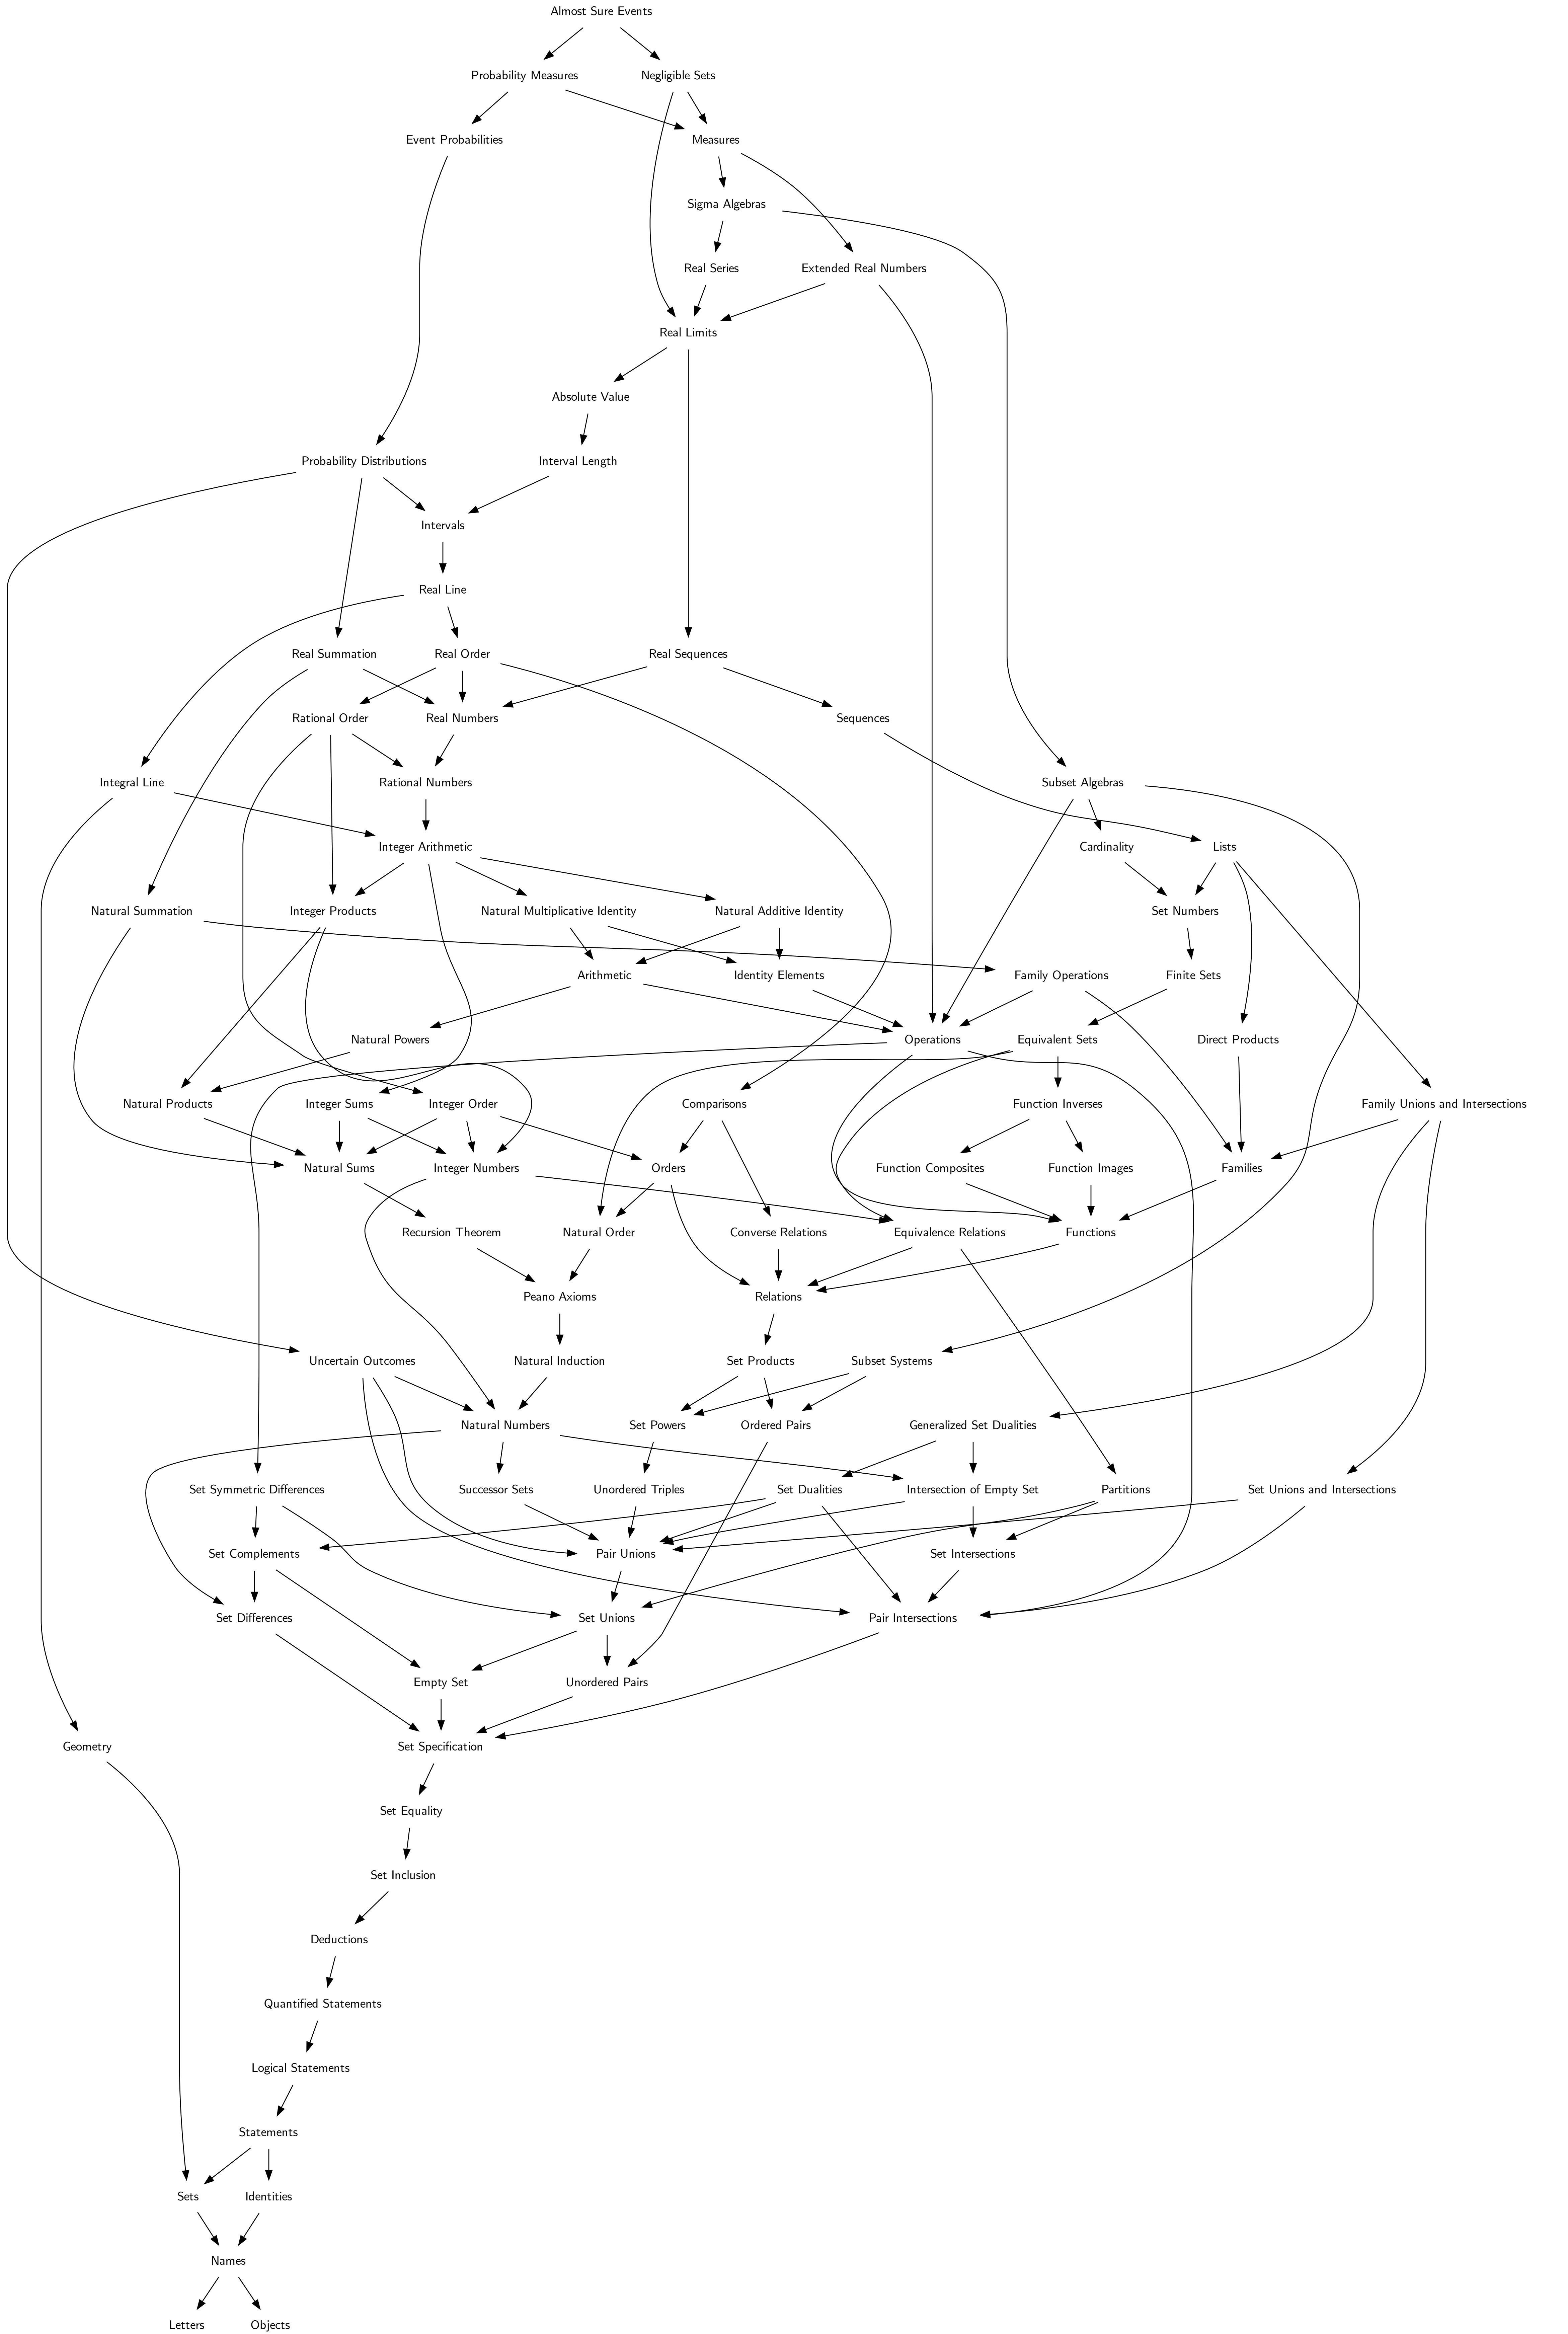 Almost Sure Events
Probability Measures
Negligible Sets
Event Probabilities
Measures
Sigma Algebras
Real Series
Extended Real Numbers
Real Limits
Absolute Value
Probability Distributions
Interval Length
Intervals
Real Line
Real Summation
Real Order
Real Sequences
Rational Order
Real Numbers
Sequences
Integral Line
Rational Numbers
Subset Algebras
Integer Arithmetic
Cardinality
Lists
Natural Summation
Integer Products
Natural Multiplicative Identity
Natural Additive Identity
Set Numbers
Arithmetic
Identity Elements
Family Operations
Finite Sets
Natural Powers
Operations
Equivalent Sets
Direct Products
Natural Products
Integer Sums
Integer Order
Comparisons
Function Inverses
Family Unions and Intersections
Natural Sums
Integer Numbers
Orders
Function Composites
Function Images
Families
Recursion Theorem
Natural Order
Converse Relations
Equivalence Relations
Functions
Peano Axioms
Relations
Uncertain Outcomes
Natural Induction
Set Products
Subset Systems
Natural Numbers
Set Powers
Ordered Pairs
Generalized Set Dualities
Set Symmetric Differences
Successor Sets
Unordered Triples
Set Dualities
Intersection of Empty Set
Partitions
Set Unions and Intersections
Set Complements
Pair Unions
Set Intersections
Set Differences
Set Unions
Pair Intersections
Empty Set
Unordered Pairs
Geometry
Set Specification
Set Equality
Set Inclusion
Deductions
Quantified Statements
Logical Statements
Statements
Sets
Identities
Names
Letters
Objects